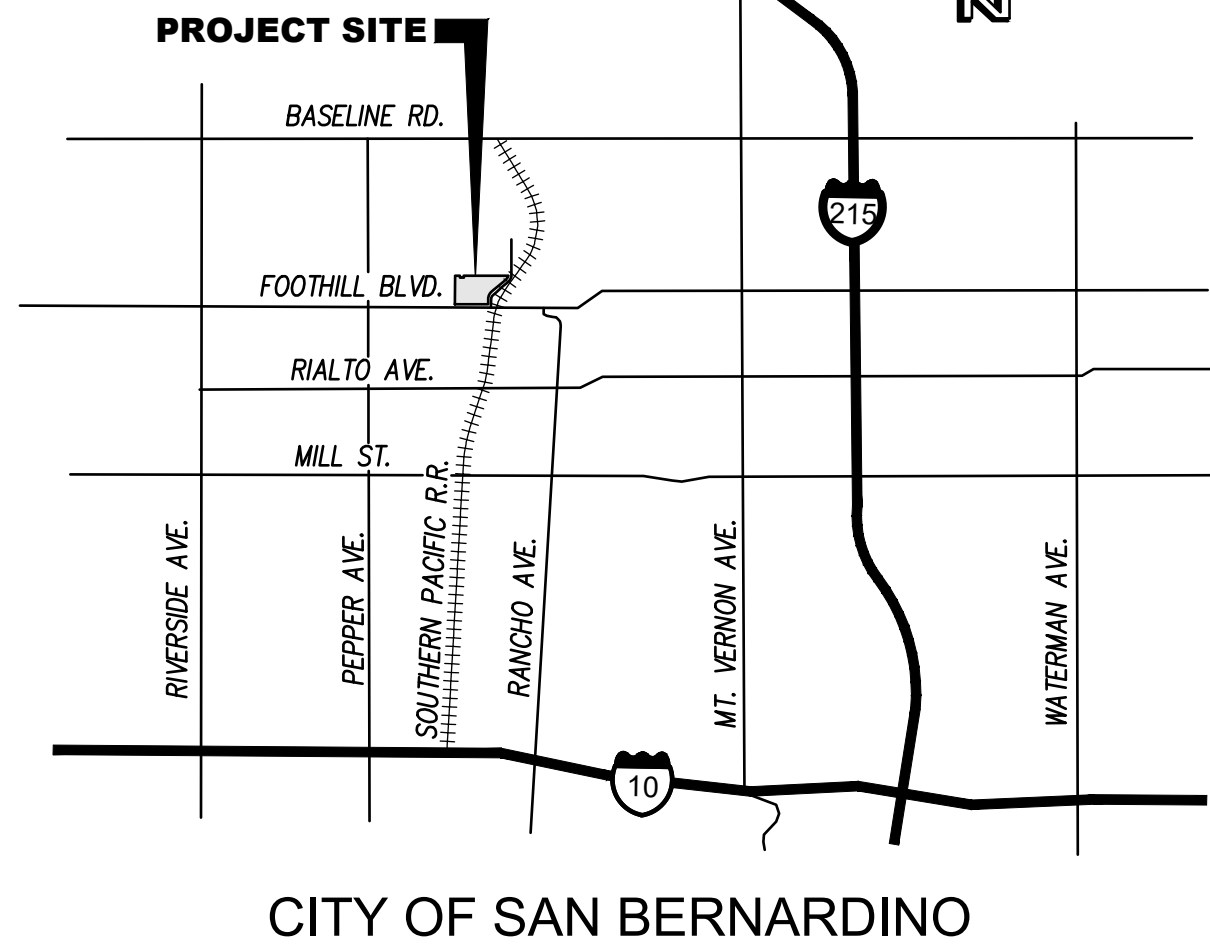 N
PROJECT SITE
BASELINE RD.
215
FOOTHILL BLVD.
RIALTO AVE.
MILL ST.
RIVERSIDE AVE.
PEPPER AVE.
SOUTHERN PACIFIC R.R.
RANCHO AVE.
MT. VERNON AVE.
WATERMAN AVE.
10
CITY OF SAN BERNARDINO